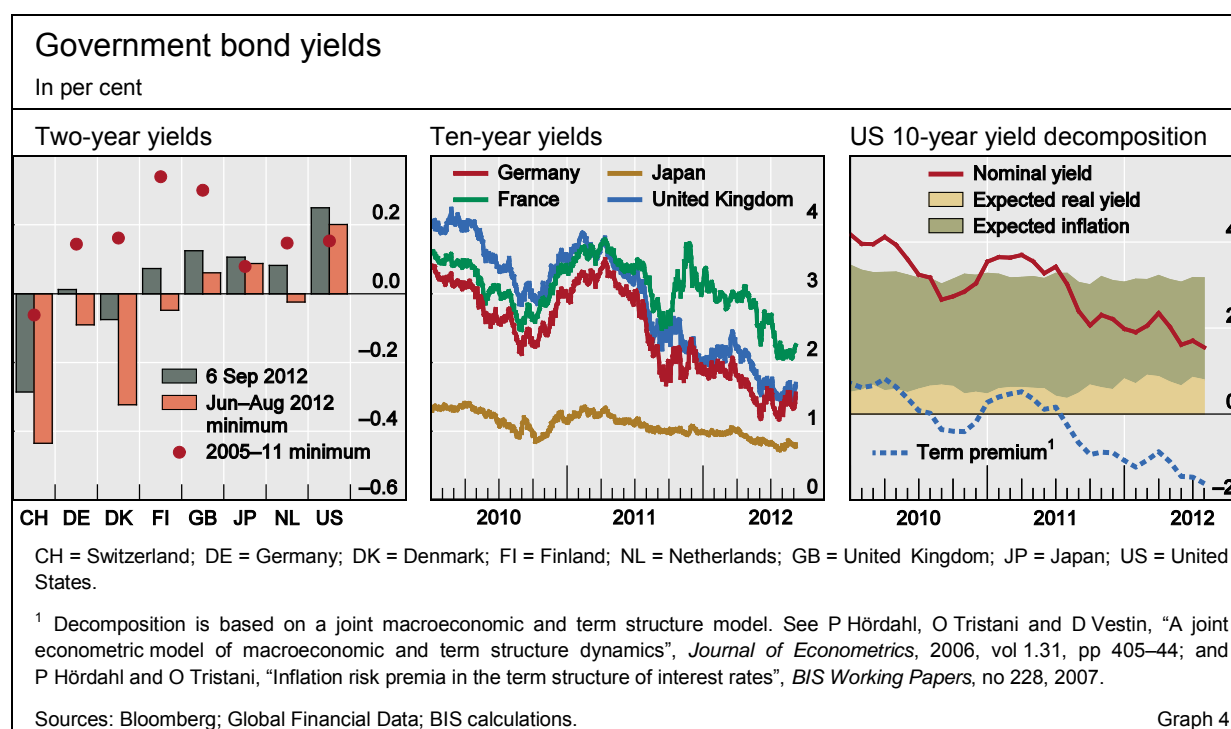 Government bond yields
In per cent
Two-year yields
0.2
0.0
–0.2
–0.4
–0.6
6 Sep 2012
Jun–Aug 2012
minimum
2005–11 minimum
CH DE DK FI GB JP NL US
Ten-year yields
Germany Japan
France United Kingdom
4
3
2
1
0
2010 2011 2012
US 10-year yield decomposition
Nominal yield
Expected real yield
Expected inflation
4
2
0
–2
Term premium¹
2010 2011 2012
CH = Switzerland; DE = Germany; DK = Denmark; FI = Finland; NL = Netherlands; GB = United Kingdom; JP = Japan; US = United
States.
¹ Decomposition is based on a joint macroeconomic and term structure model. See P Hördahl, O Tristani and D Vestin, “A joint
econometric model of macroeconomic and term structure dynamics”, Journal of Econometrics, 2006, vol 1.31, pp 405–44; and
P Hördahl and O Tristani, “Inflation risk premia in the term structure of interest rates”, BIS Working Papers, no 228, 2007.
Sources: Bloomberg; Global Financial Data; BIS calculations. Graph 4